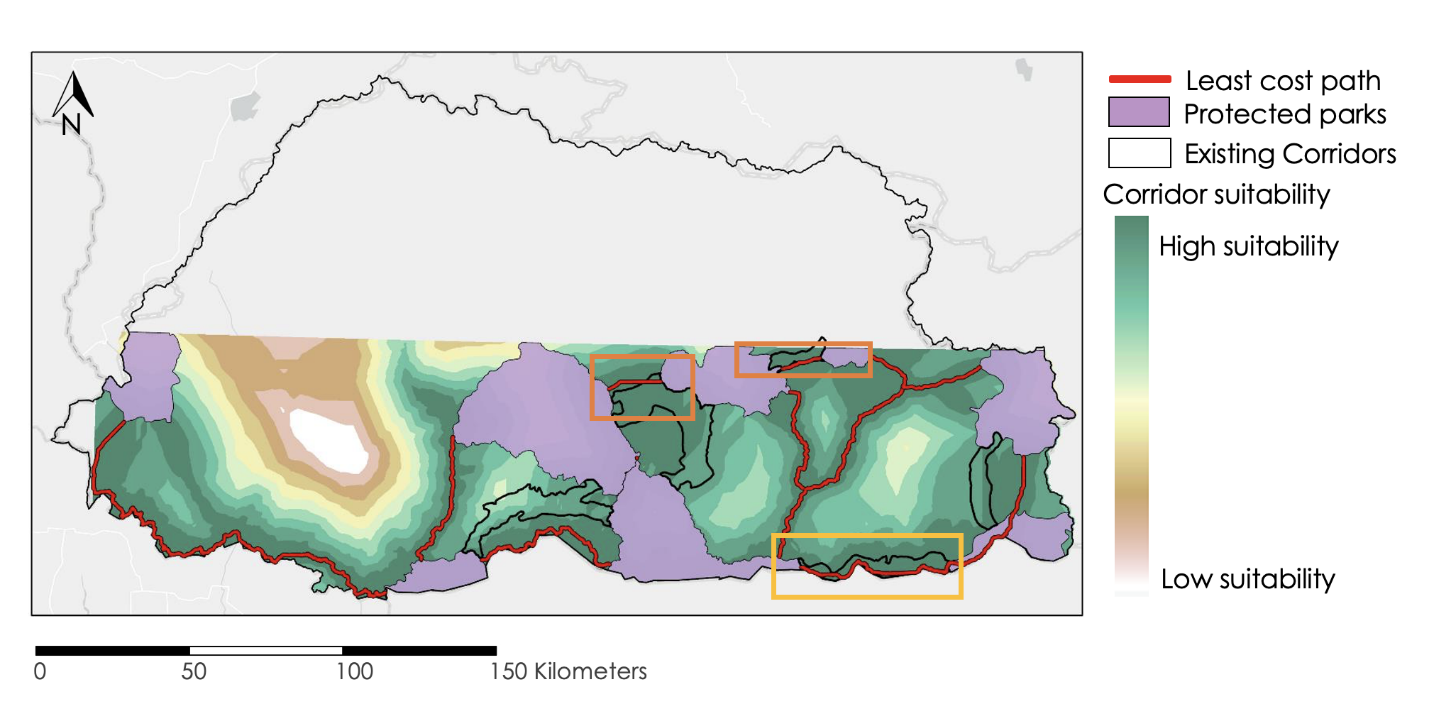 N
Least cost path
Protected parks
Existing Corridors
Corridor suitability
High suitability
Low suitability
0 50 100 150 Kilometers